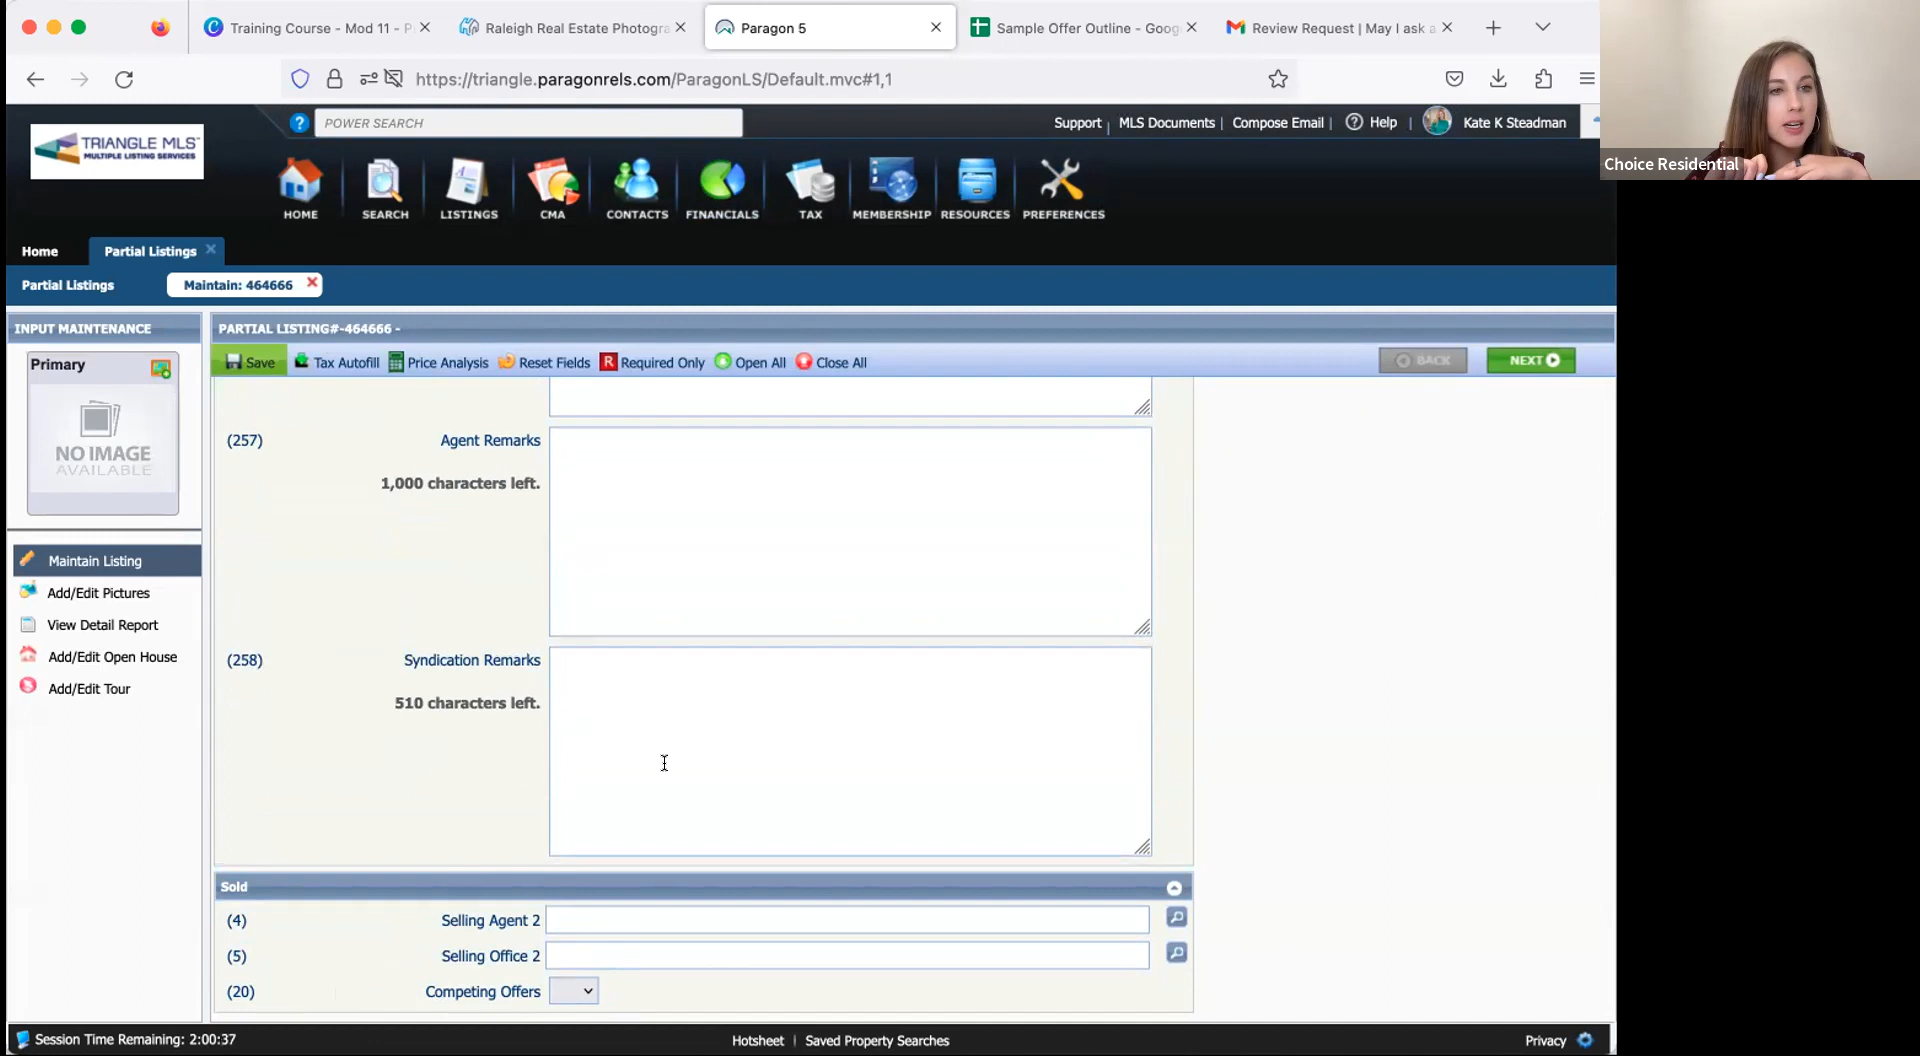 Training Course - Mod 11 - P
Raleigh Real Estate Photogra
Paragon 5
Sample Offer Outline - Goog
Review Request | May I ask a
https://triangle.paragonrels.com/ParagonLS/Default.mvc#1,1
Choice Residential
TRIANGLE MLS
MULTIPLE LISTING SERVICES
POWER SEARCH
Support | MLS Documents | Compose Email | Help | Kate K Steadman
HOME SEARCH LISTINGS CMA CONTACTS FINANCIALS TAX MEMBERSHIP RESOURCES PREFERENCES
Home Partial Listings
Partial Listings Maintain: 464666
INPUT MAINTENANCE
PARTIAL LISTING#-464666 -
Primary
NO IMAGE
AVAILABLE
Save Tax Autofill Price Analysis R Reset Fields Required Only Open All Close All BACK NEXT
(257) Agent Remarks
1,000 characters left.
Maintain Listing
Add/Edit Pictures
View Detail Report
Add/Edit Open House
Add/Edit Tour
(258) Syndication Remarks
510 characters left.
Sold
(4) Selling Agent 2
(5) Selling Office 2
(20) Competing Offers
Session Time Remaining: 2:00:37
Hotsheet | Saved Property Searches
Privacy